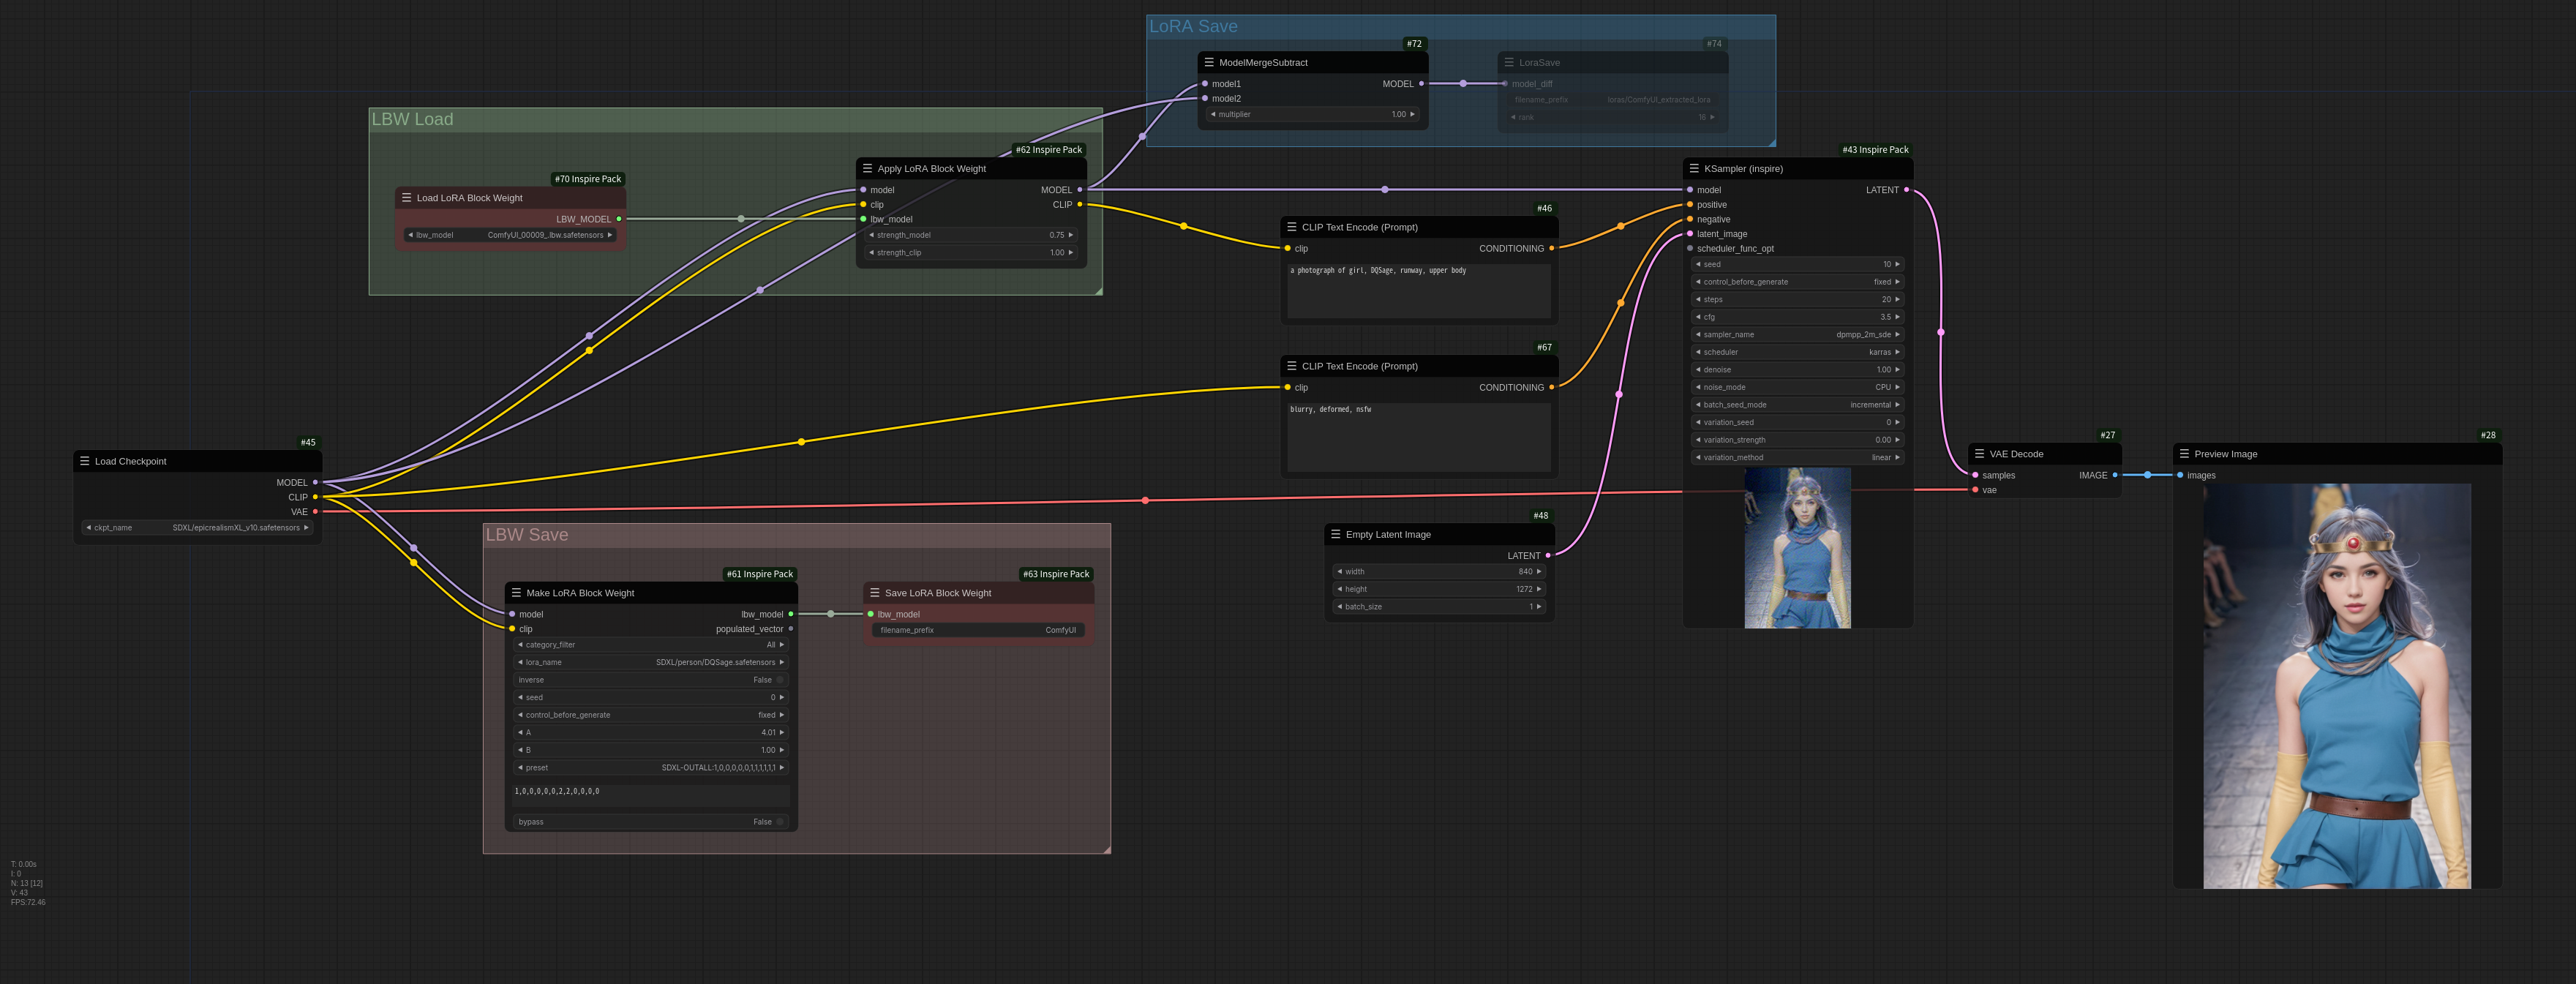 LoRA Save
#72
ModelMergeSubtract
model1
MODEL
model2
multiplier
1.00
#74
LoraSave
model_diff
filename_prefix
loras/ComfyUI_extracted_lora
rank
16
LBW Load
#70 Inspire Pack
Load LoRA Block Weight
LBW_MODEL
lbw_model
ComfyUI_00009_.lbw.safetensors
#62 Inspire Pack
Apply LoRA Block Weight
model
MODEL
clip
CLIP
lbw_model
strength_model
0.75
strength_clip
1.00
#46
CLIP Text Encode (Prompt)
clip
CONDITIONING
a photograph of girl, DQSage, runway, upper body
#67
CLIP Text Encode (Prompt)
clip
CONDITIONING
blurry, deformed, nsfw
#43 Inspire Pack
KSampler (inspire)
model
LATENT
positive
negative
latent_image
scheduler_func_opt
seed
10
control_before_generate
fixed
steps
20
cfg
3.5
sampler_name
dpmpp_2m_sde
scheduler
karras
denoise
1.00
noise_mode
CPU
batch_seed_mode
incremental
variation_seed
0
variation_strength
0.00
variation_method
linear
#45
Load Checkpoint
MODEL
CLIP
VAE
ckpt_name
SDXL/epicrealismXL_v10.safetensors
LBW Save
#61 Inspire Pack
Make LoRA Block Weight
model
lbw_model
clip
populated_vector
category_filter
All
lora_name
SDXL/person/DQSage.safetensors
inverse
False
seed
0
control_before_generate
fixed
A
4.01
B
1.00
preset
SDXL-OUTALL:1,0,0,0,0,0,1,1,1,1,1,1
1,0,0,0,0,0,2,2,0,0,0,0
bypass
False
#63 Inspire Pack
Save LoRA Block Weight
lbw_model
filename_prefix
ComfyUI
#48
Empty Latent Image
LATENT
width
840
height
1272
batch_size
1
#27
VAE Decode
samples
IMAGE
vae
#28
Preview Image
images
T: 0.00s
I: 0
N: 13 [12]
V: 43
FPS:72.46